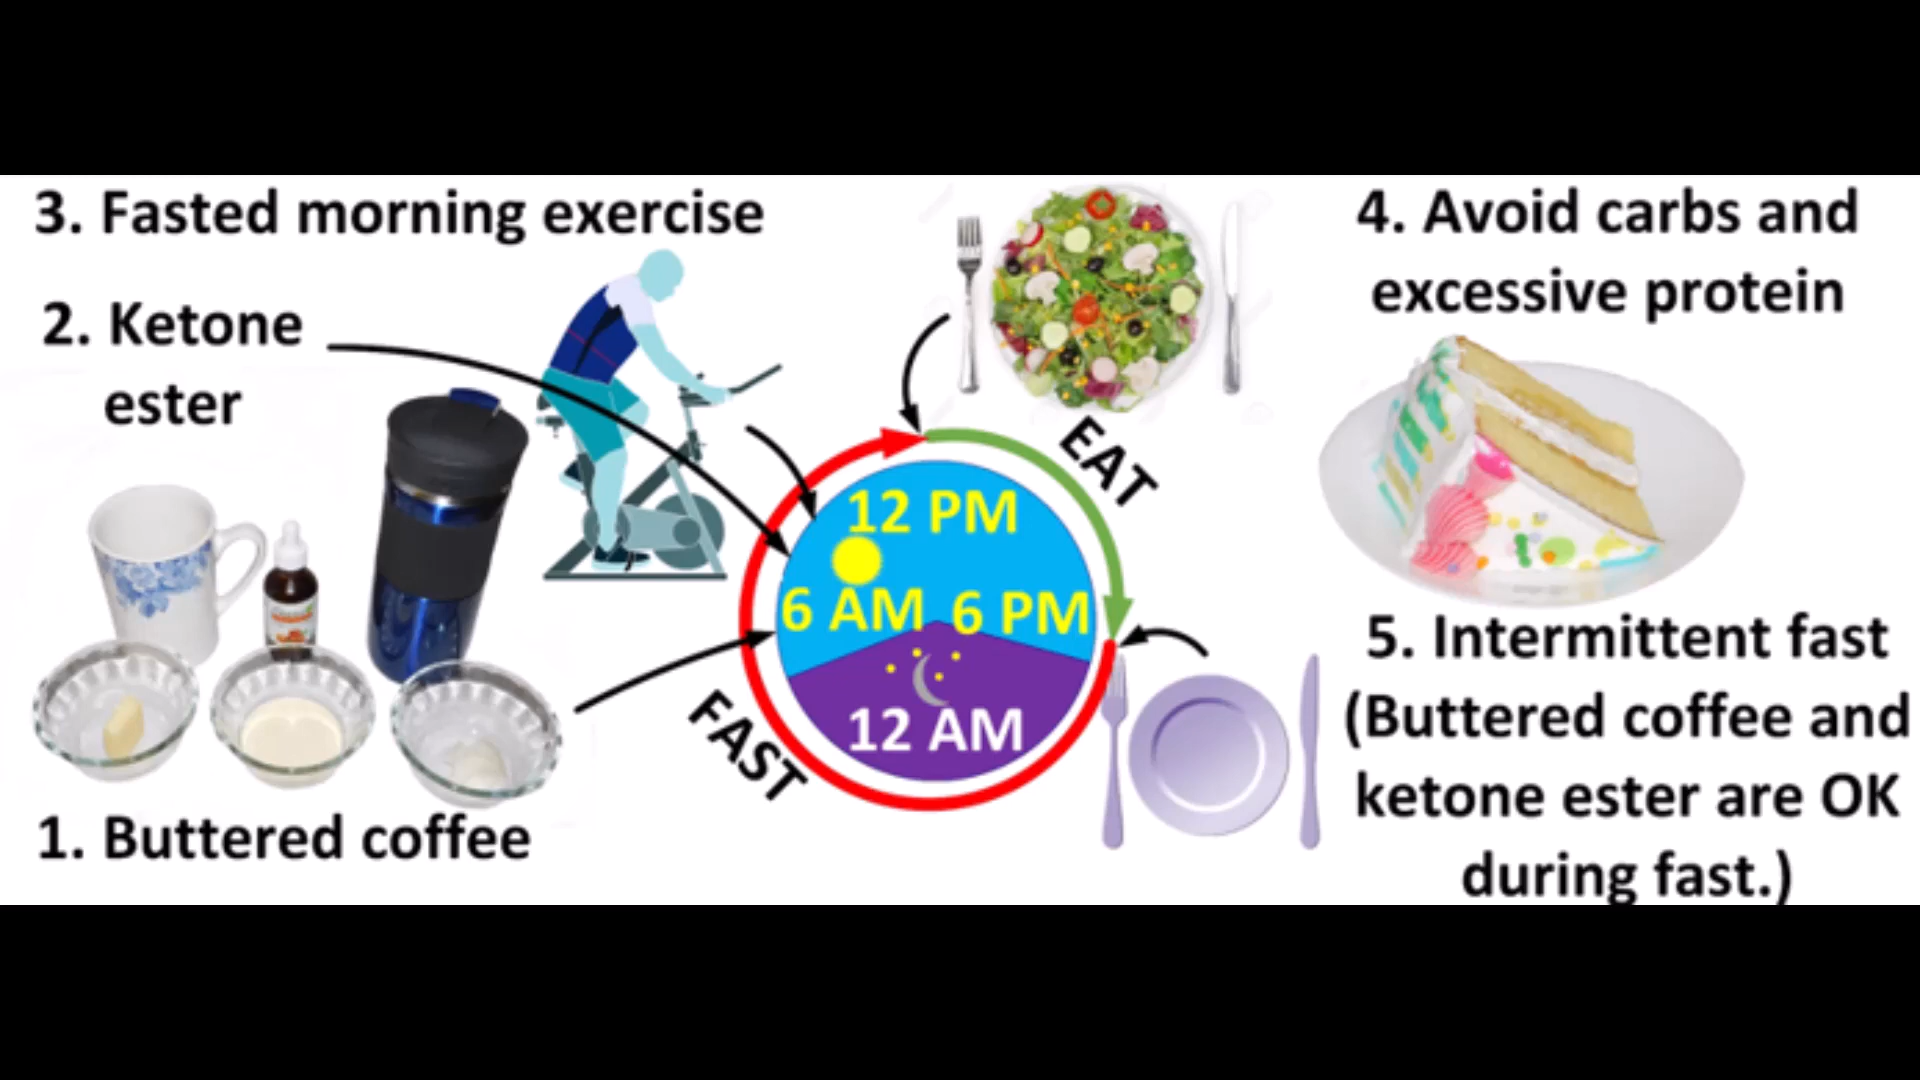 3. Fasted morning exercise
2. Ketone
ester
1. Buttered coffee
EAT
FAST
12 PM
6 AM 6 PM
12 AM
4. Avoid carbs and
excessive protein
5. Intermittent fast
(Buttered coffee and
ketone ester are OK
during fast.)